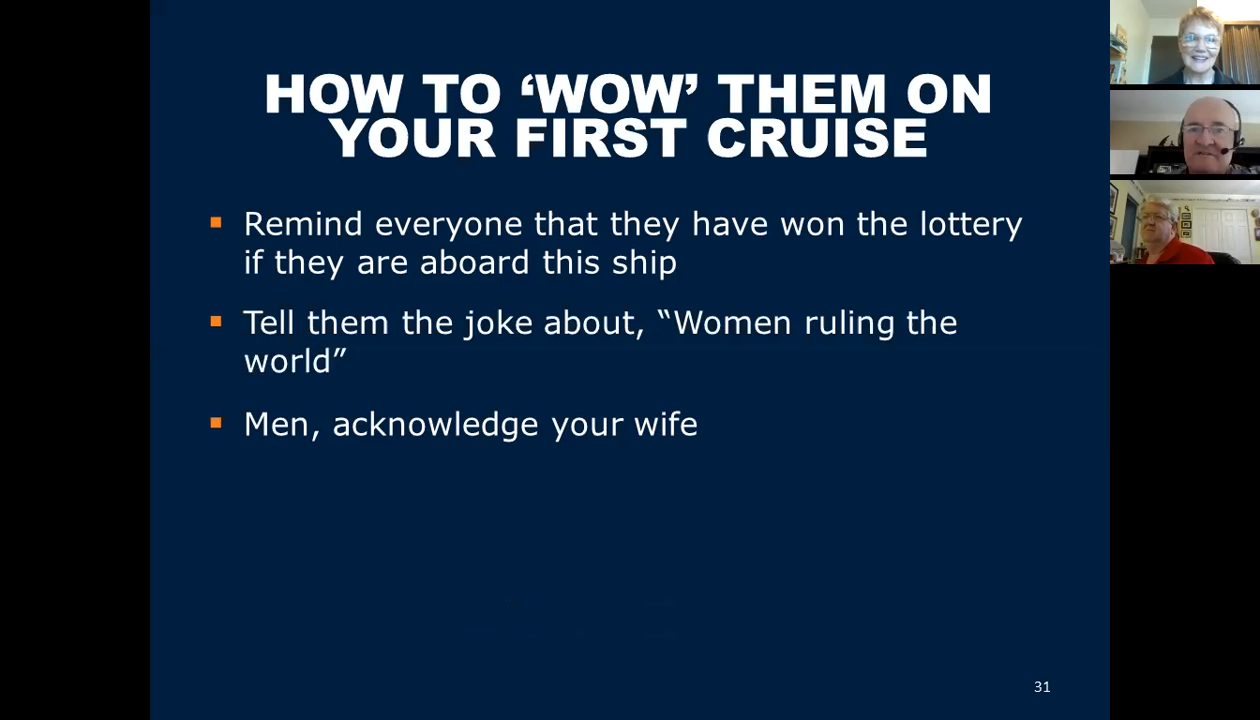 HOW TO ‘WOW’ THEM ON
YOUR FIRST CRUISE
Remind everyone that they have won the lottery
if they are aboard this ship
Tell them the joke about, “Women ruling the
world”
Men, acknowledge your wife
31